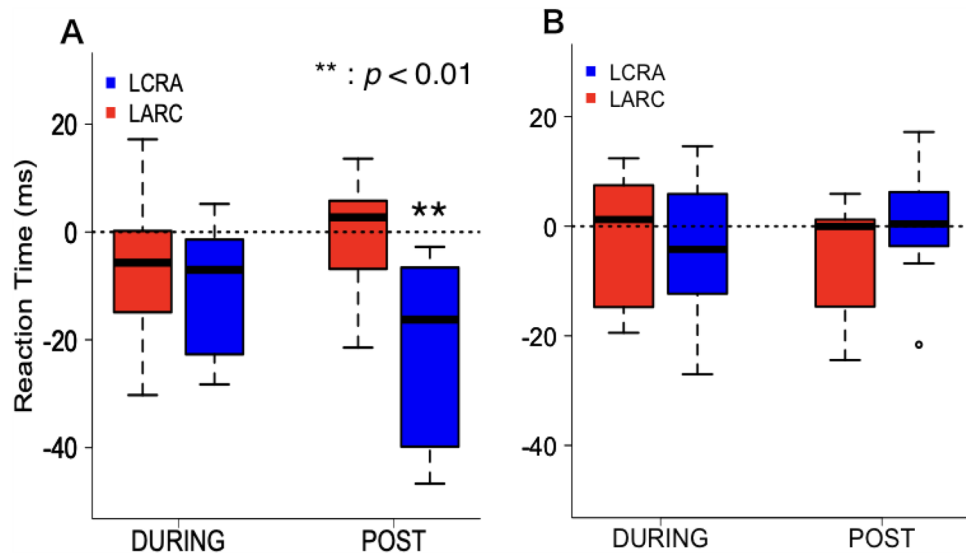 A
** : p < 0.01
LCRA
LARC
Reaction Time (ms)
20
0
-20
-40
**
DURING
POST
B
LCRA
LARC
20
0
-20
-40
DURING
POST